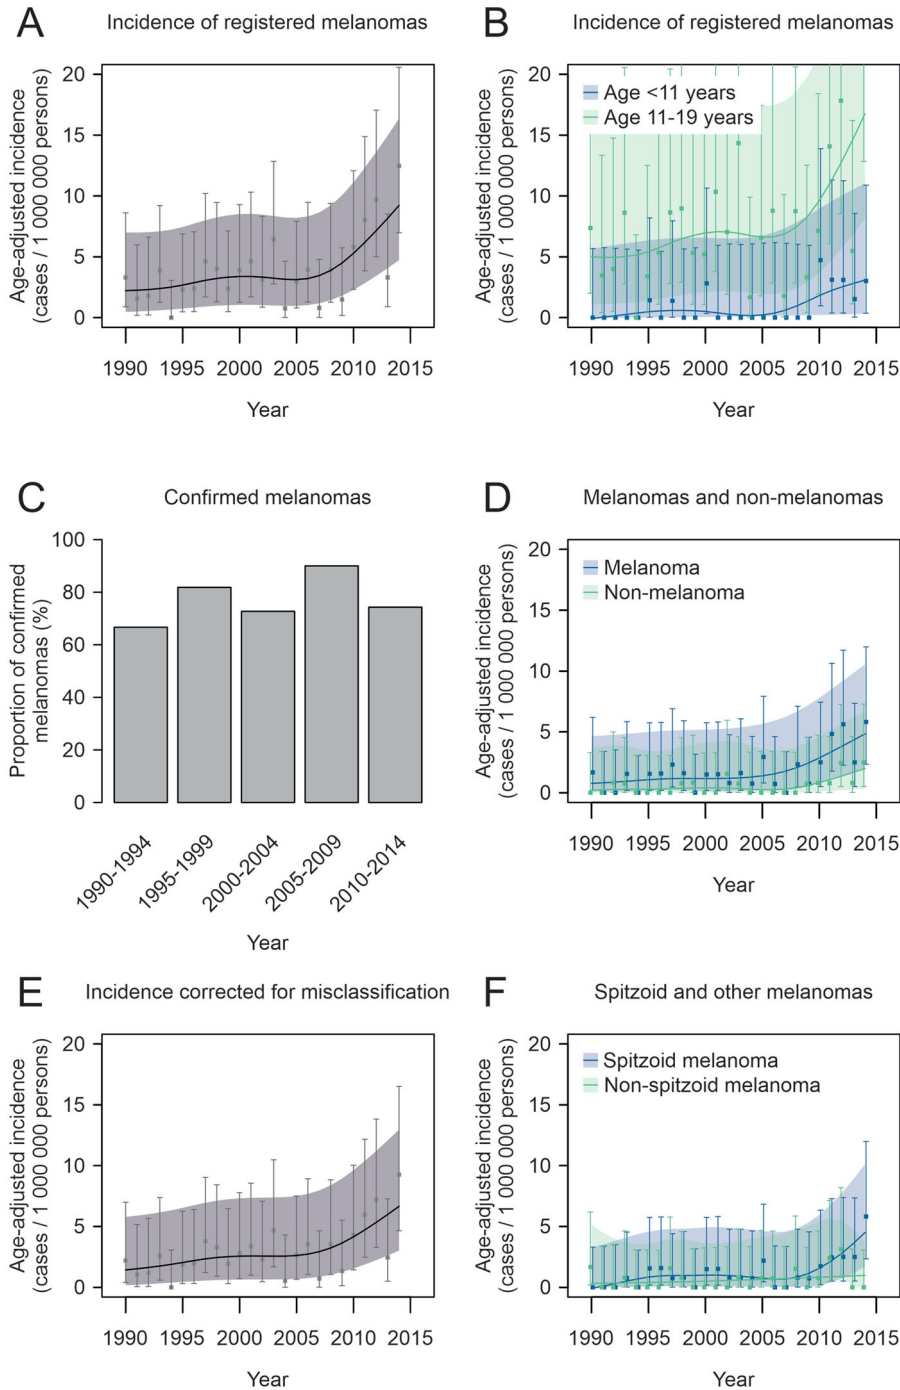 A
Incidence of registered melanomas
Age-adjusted incidence
(cases / 1 000 000 persons)
20
15
10
5
0
1990 1995 2000 2005 2010 2015
Year
B
Incidence of registered melanomas
Age-adjusted incidence
(cases / 1 000 000 persons)
20
15
10
5
0
Age <11 years
Age 11-19 years
1990 1995 2000 2005 2010 2015
Year
C
Confirmed melanomas
Proportion of confirmed
melanomas (%)
100
80
60
40
20
0
1990-1994
1995-1999
2000-2004
2005-2009
2010-2014
Year
D
Melanomas and non-melanomas
Age-adjusted incidence
(cases / 1 000 000 persons)
20
15
10
5
0
Melanoma
Non-melanoma
1990 1995 2000 2005 2010 2015
Year
E
Incidence corrected for misclassification
Age-adjusted incidence
(cases / 1 000 000 persons)
20
15
10
5
0
1990 1995 2000 2005 2010 2015
Year
F
Spitzoid and other melanomas
Age-adjusted incidence
(cases / 1 000 000 persons)
20
15
10
5
0
Spitzoid melanoma
Non-spitzoid melanoma
1990 1995 2000 2005 2010 2015
Year